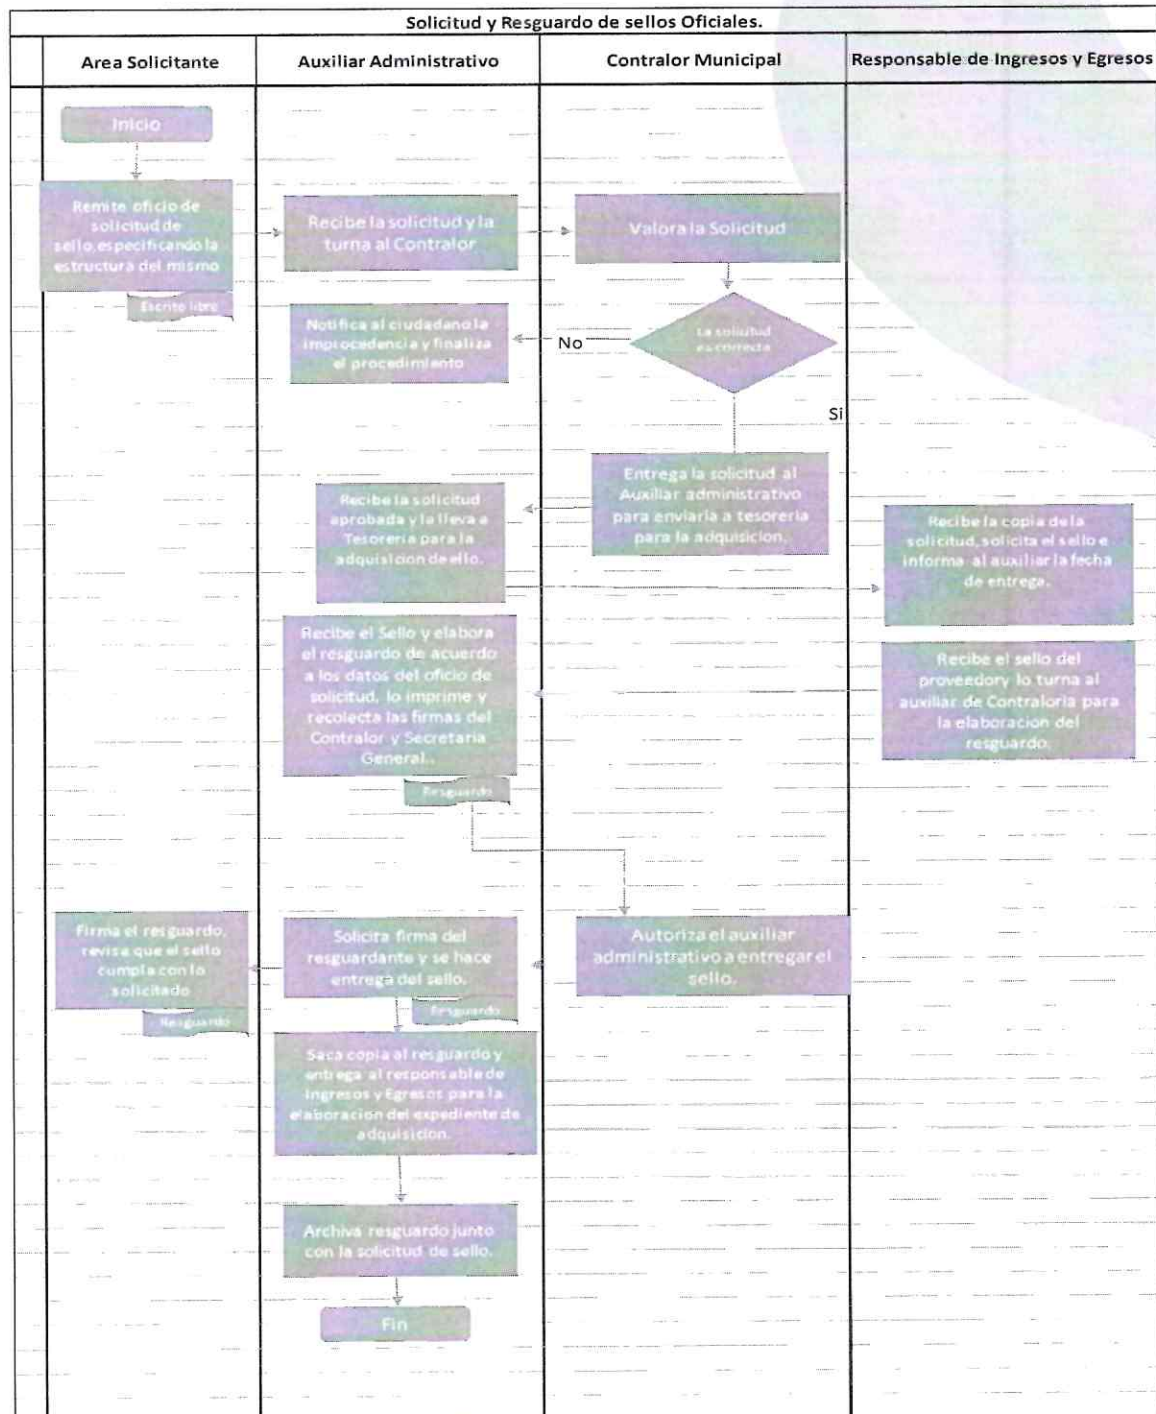 Solicitud y Resguardo de sellos Oficiales.
Area Solicitante
Auxiliar Administrativo
Contralor Municipal
Responsable de Ingresos y Egresos
Inicio
Remite oficio de
solicitud de
sello,especificando la
estructura del mismo
Escrito libre
Recibe la solicitud y la
turna al Contralor
Valora la Solicitud
La solicitud
es correcta
No
Notifica al ciudadano la
improcedencia y finaliza
el procedimiento
Si
Entrega la solicitud al
Auxiliar administrativo
para enviarla a tesoreria
para la adquisicion.
Recibe la solicitud
aprobada y la lleva a
Tesoreria para la
adquisicion de ello.
Recibe la copia de la
solicitud,solicita el sello e
informa al auxiliar la fecha
de entrega.
Recibe el sello del
proveedor y lo turna al
auxiliar de Contraloria para
la elaboracion del
resguardo.
Recibe el Sello y elabora
el resguardo de acuerdo
a los datos del oficio de
solicitud, lo imprime y
recolecta las firmas del
Contralor y Secretaria
General..
Resguardo
Autoriza el auxiliar
administrativo a entregar el
sello.
Solicita firma del
resguardante y se hace
entrega del sello.
Resguardo
Firma el resguardo,
revisa que el sello
cumpla con lo
solicitado
Resguardo
Saca copia al resguardo y
entrega al responsable de
Ingresos y Egresos para la
elaboracion del expediente de
adquisicion.
Archiva resguardo junto
con la solicitud de sello.
Fin